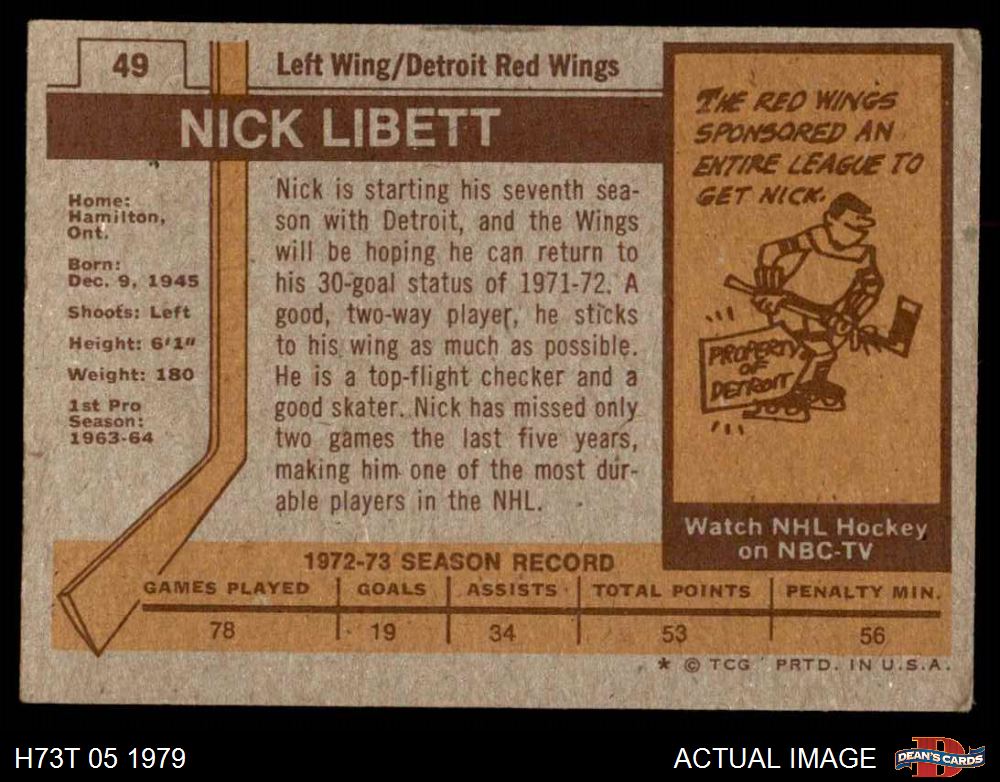 49
Left Wing/Detroit Red Wings
NICK LIBETT
Home:
Hamilton,
Ont.
Born:
Dec. 9, 1945
Shoots: Left
Height: 6'1"
Weight: 180
1st Pro
Season:
1963-64
Nick is starting his seventh sea-
son with Detroit, and the Wings
will be hoping he can return to
his 30-goal status of 1971-72. A
good, two-way player, he sticks
to his wing as much as possible.
He is a top-flight checker and a
good skater. Nick has missed only
two games the last five years,
making him one of the most dur-
able players in the NHL.
THE RED WINGS
SPONSORED AN
ENTIRE LEAGUE TO
GET NICK.
PROPERTY
OF
DETROIT
Watch NHL Hockey
on NBC-TV
1972-73 SEASON RECORD
GAMES PLAYED GOALS ASSISTS TOTAL POINTS PENALTY MIN.
78 19 34 53 56
* © TCG PRTD. IN U.S.A.
H73T 05 1979
ACTUAL IMAGE
D
DEAN'S CARDS